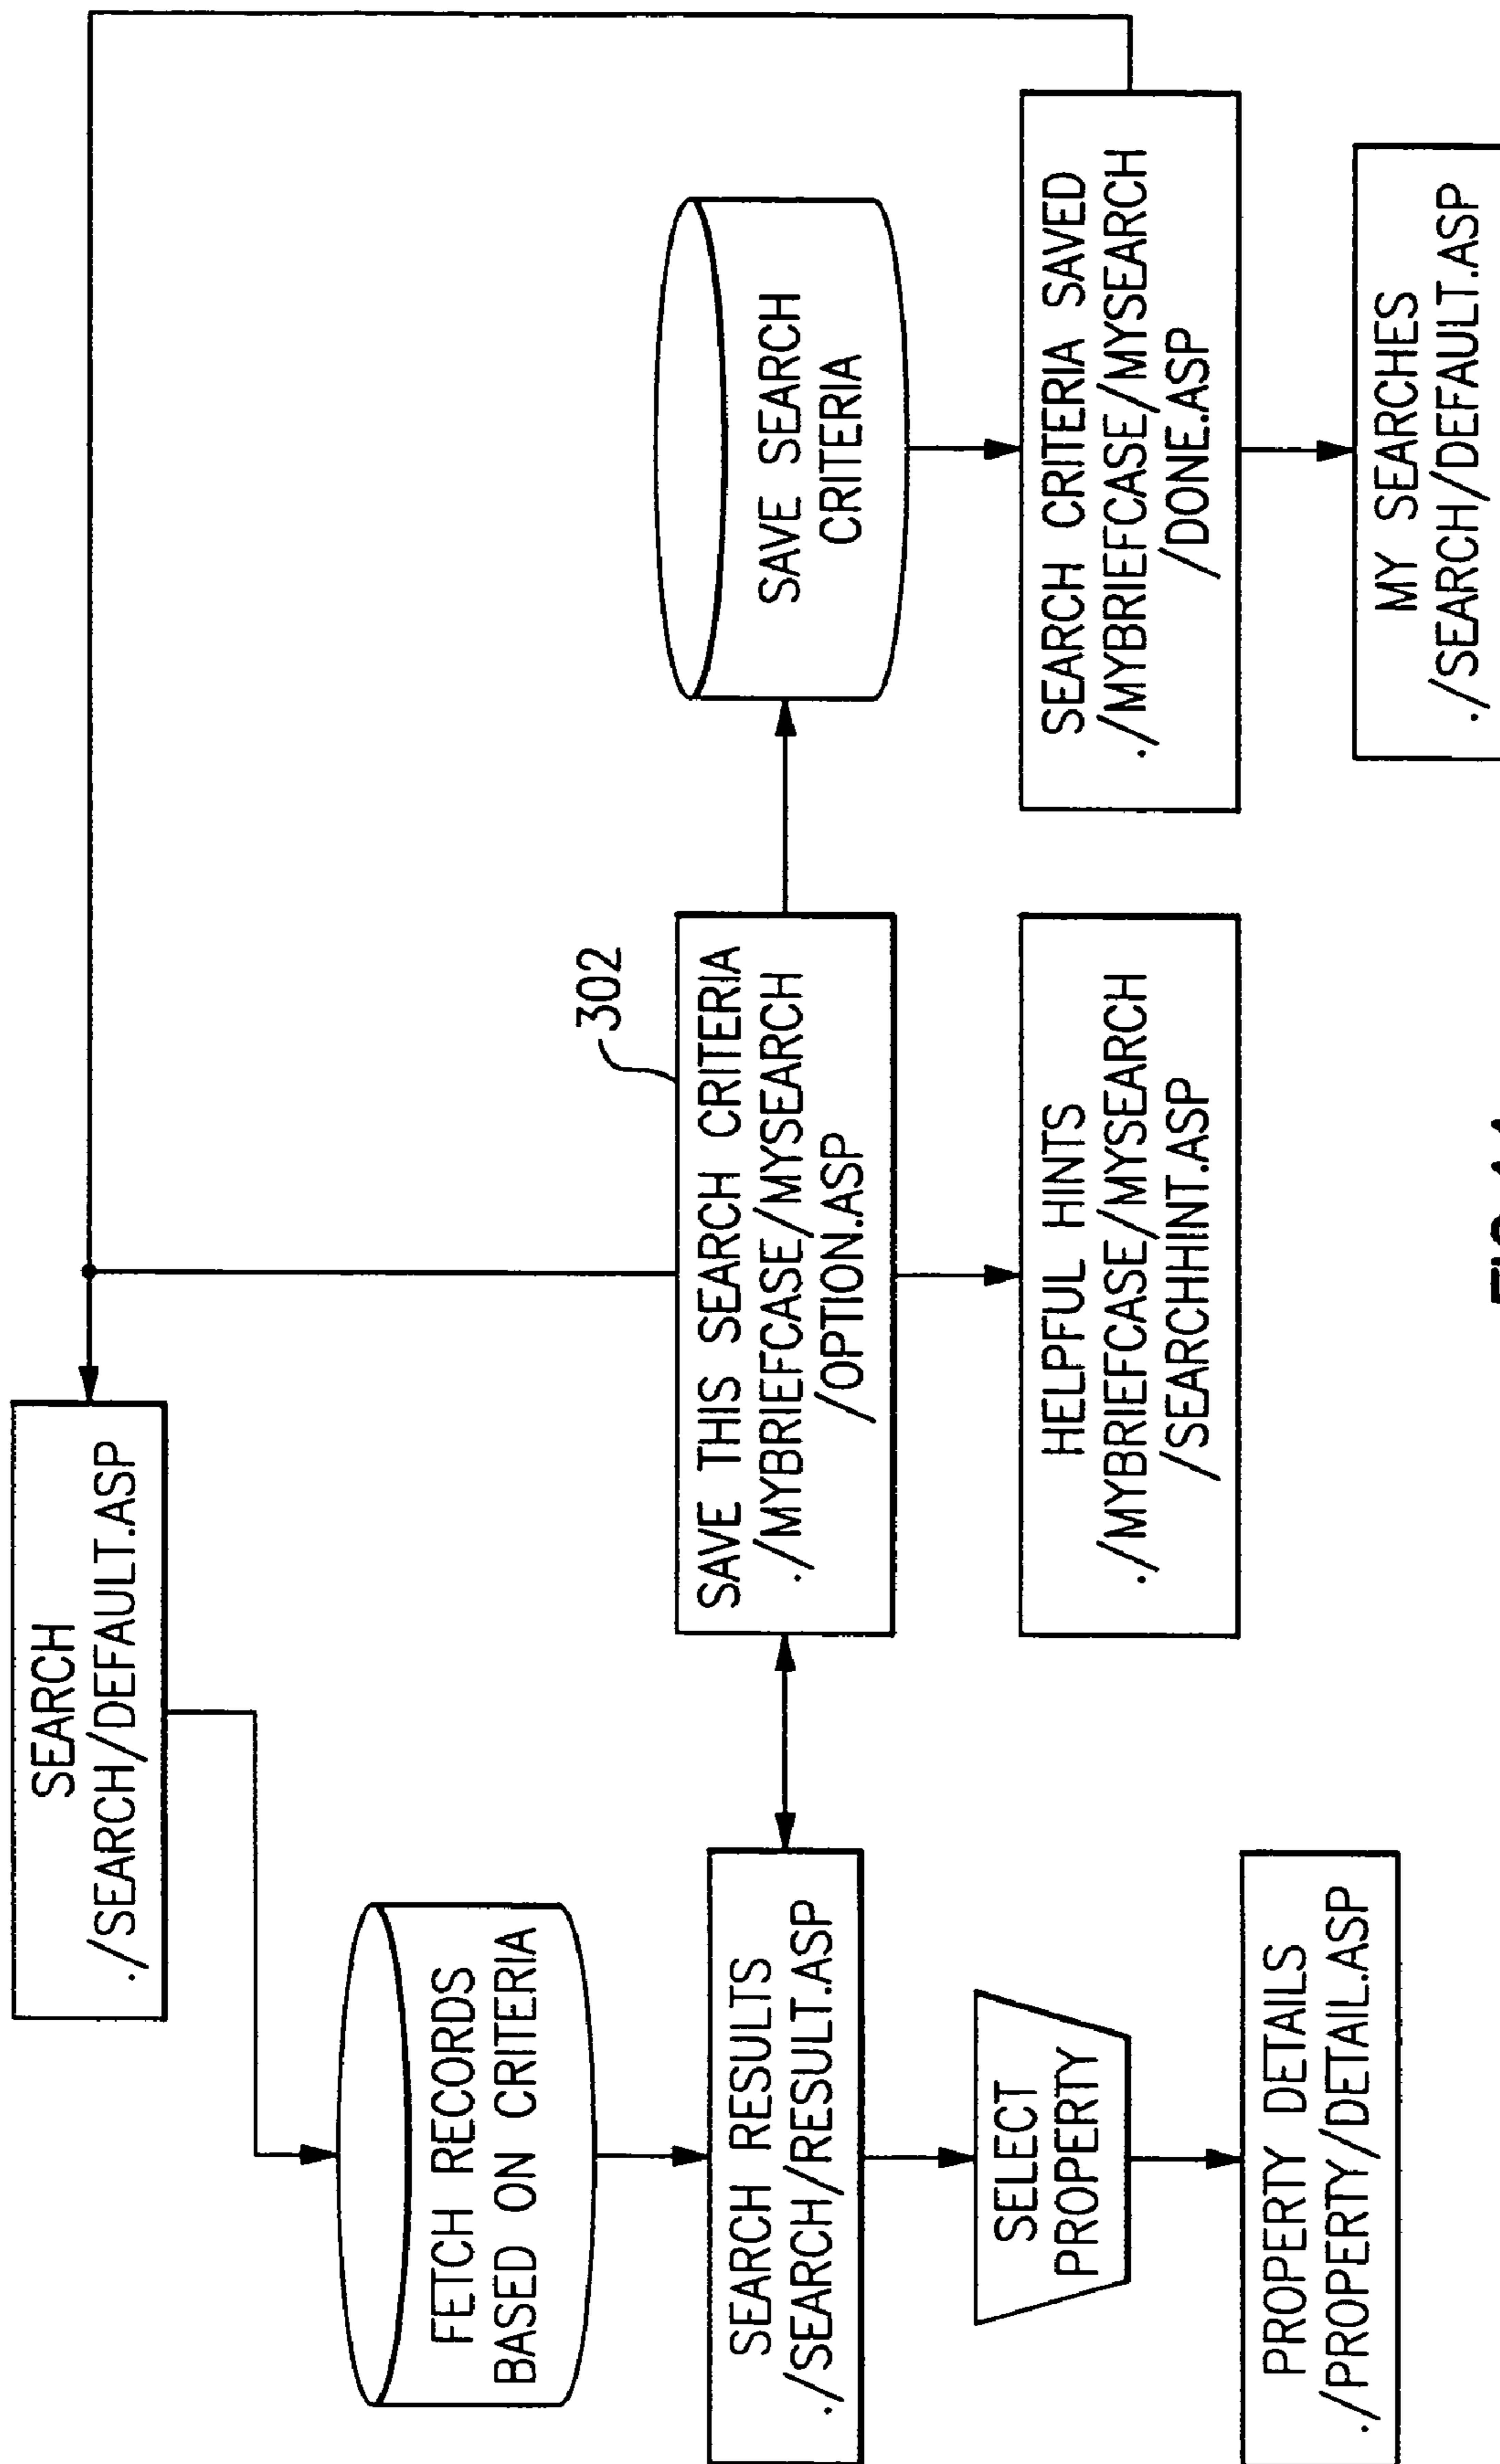 SEARCH
./SEARCH/DEFAULT.ASP
FETCH RECORDS
BASED ON CRITERIA
SEARCH RESULTS
./SEARCH/RESULT.ASP
SELECT
PROPERTY
PROPERTY DETAILS
./PROPERTY/DETAIL.ASP
302
SAVE THIS SEARCH CRITERIA
./MYBRIEFCASE/MYSEARCH
/OPTION.ASP
HELPFUL HINTS
./MYBRIEFCASE/MYSEARCH
/SEARCHHINT.ASP
SAVE SEARCH
CRITERIA
SEARCH CRITERIA SAVED
./MYBRIEFCASE/MYSEARCH
/DONE.ASP
MY SEARCHES
./SEARCH/DEFAULT.ASP